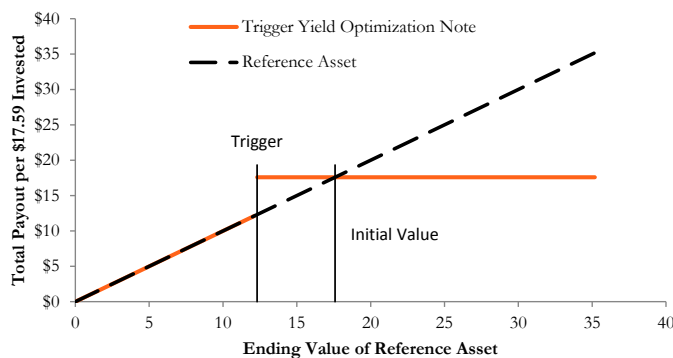 Trigger Yield Optimization Note
Reference Asset
Total Payout per $17.59 Invested
$40
$35
$30
$25
$20
$15
$10
$5
$0
Trigger
Initial Value
0 5 10 15 20 25 30 35 40
Ending Value of Reference Asset